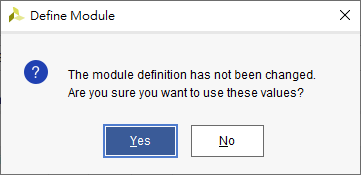 Define Module
The module definition has not been changed.
Are you sure you want to use these values?
Yes No